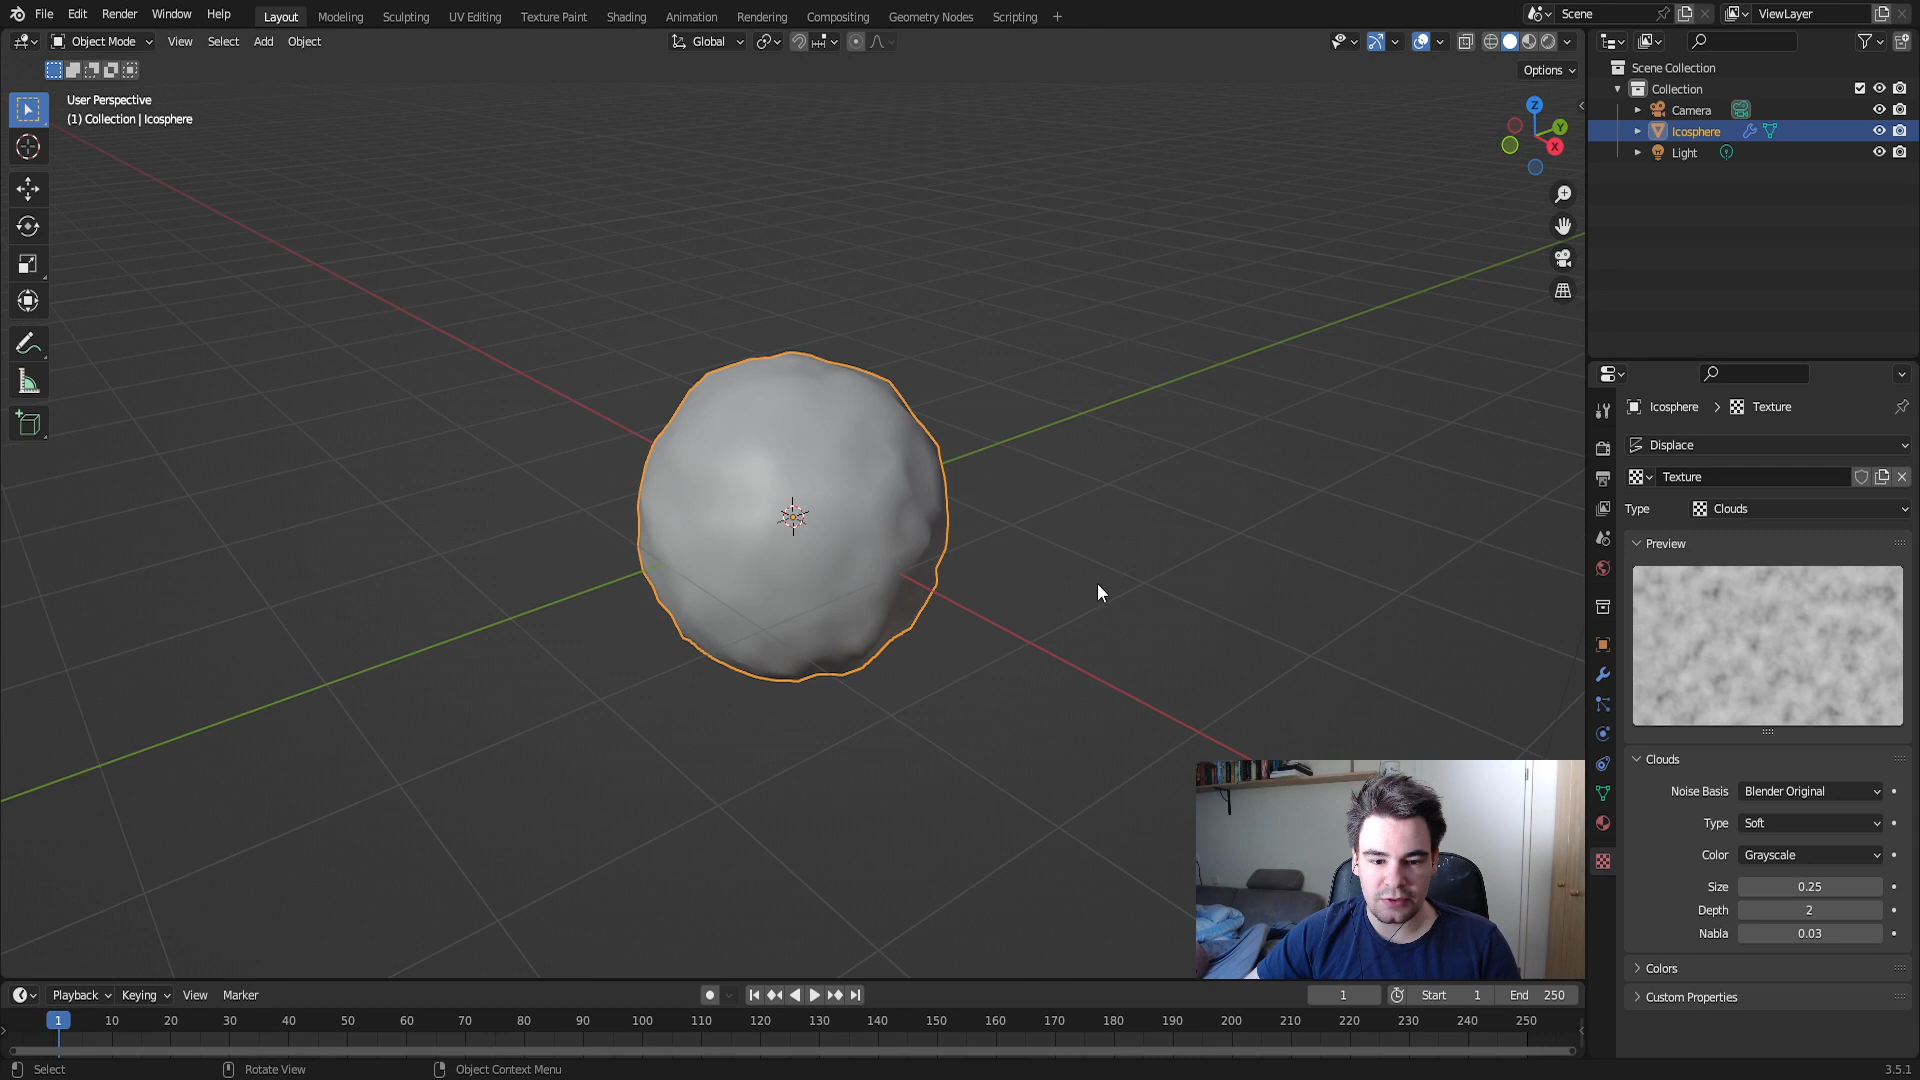 File Edit Render Window Help Layout Modeling Sculpting UV Editing Texture Paint Shading Animation Rendering Compositing Geometry Nodes Scripting + Scene ViewLayer
Object Mode View Select Add Object Global
Options
User Perspective
(1) Collection | Icosphere
Z
Y
X
Scene Collection
Collection
Camera
Icosphere
Light
Icosphere > Texture
Displace
Texture
Type Clouds
Preview
Clouds
Noise Basis Blender Original
Type Soft
Color Grayscale
Size 0.25
Depth 2
Nabla 0.03
Colors
Custom Properties
Playback Keying View Marker 1 Start 1 End 250
1 10 20 30 40 50 60 70 80 90 100 110 120 130 140 150 160 170 180 190 200 210 220 230 240 250
Select Rotate View Object Context Menu 3.5.1